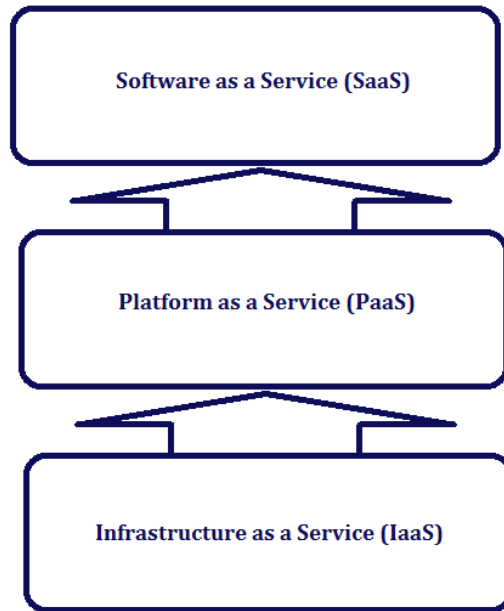 Software as a Service (SaaS)
Platform as a Service (PaaS)
Infrastructure as a Service (IaaS)